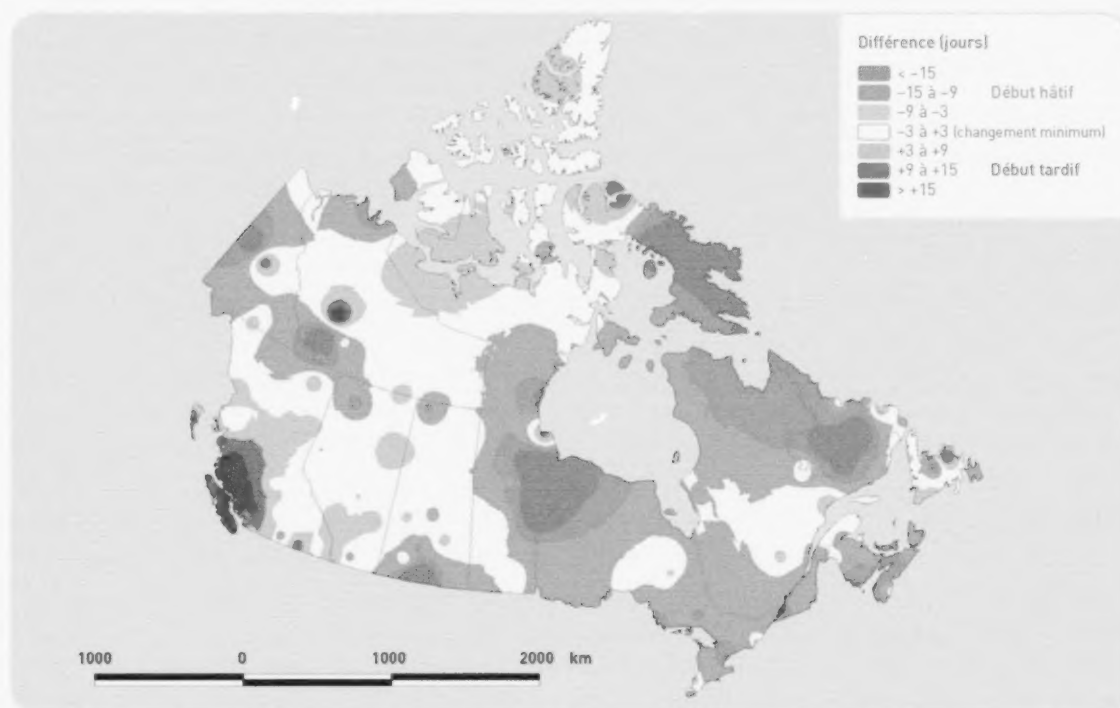 Différence (jours)
< -15
-15 à -9 Début hâtif
-9 à -3
-3 à +3 (changement minimum)
+3 à +9
+9 à +15 Début tardif
> +15
1000 0 1000 2000 km